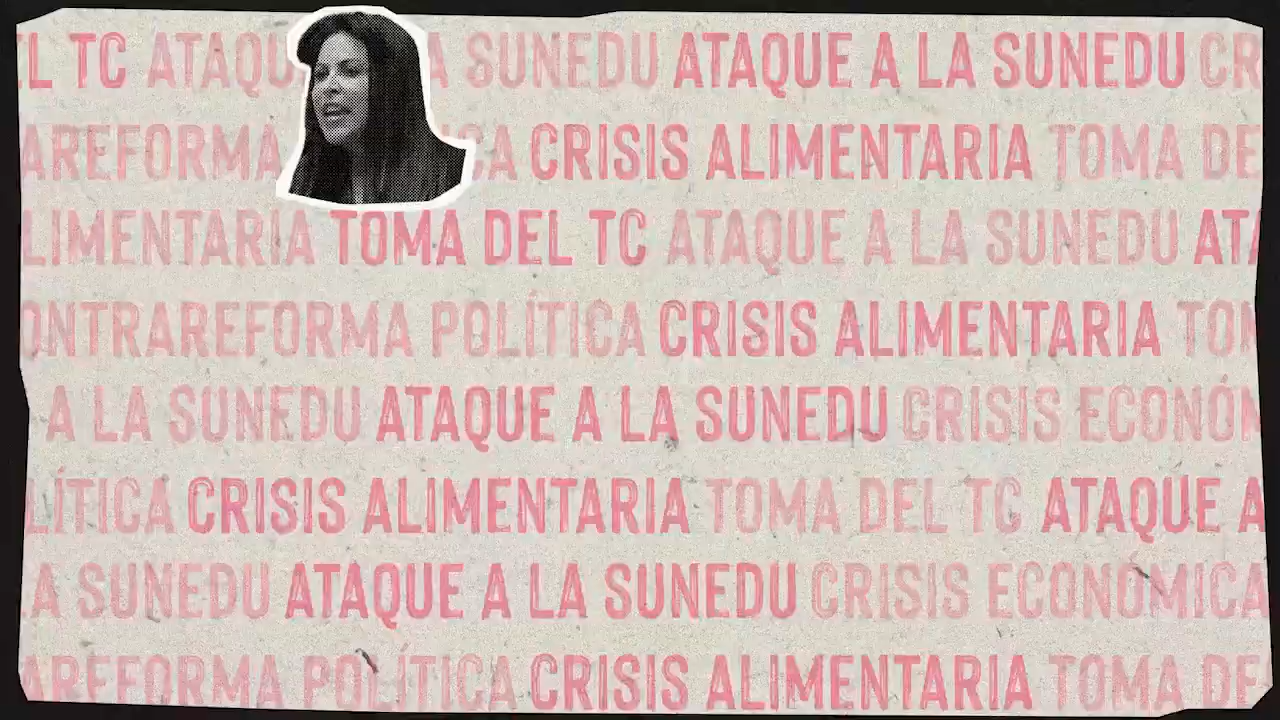 EL TC ATAQU A SUNEDU ATAQUE A LA SUNEDU CR
AREFORMA CA CRISIS ALIMENTARIA TOMA DE
LIMENTARIA TOMA DEL TC ATAQUE A LA SUNEDU ATA
ONTRAREFORMA POLÍTICA CRISIS ALIMENTARIA TOM
A LA SUNEDU ATAQUE A LA SUNEDU CRISIS ECONÓM
LÍTICA CRISIS ALIMENTARIA TOMA DEL TC ATAQUE A
LA SUNEDU ATAQUE A LA SUNEDU CRISIS ECONÓMICA
AREFORMA POLÍTICA CRISIS ALIMENTARIA TOMA DE